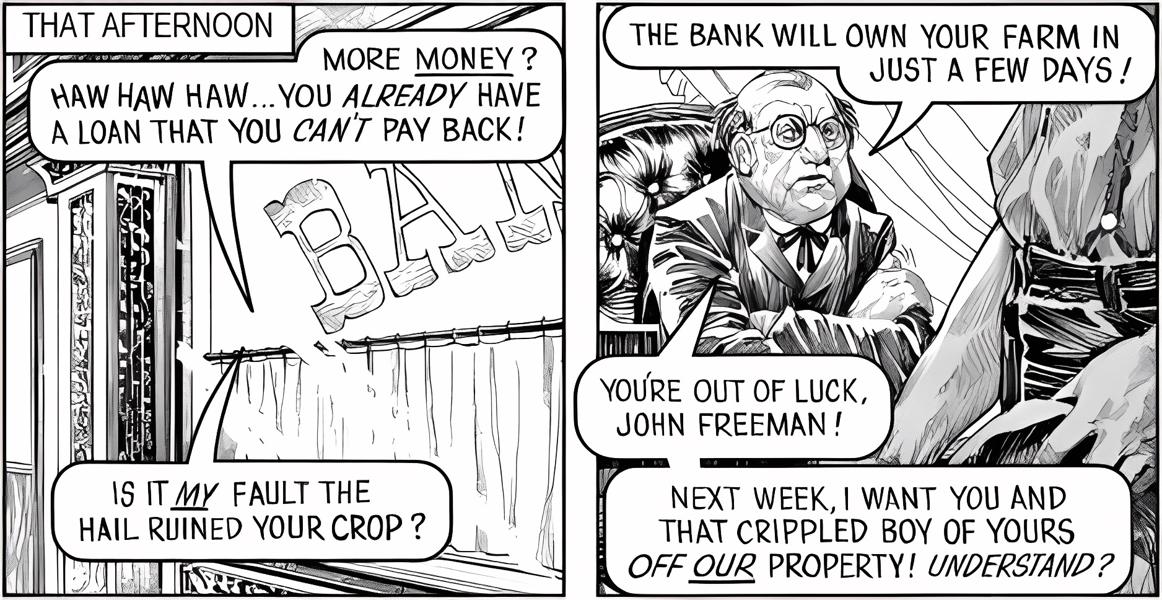 THAT AFTERNOON
MORE MONEY?
HAW HAW HAW...YOU ALREADY HAVE
A LOAN THAT YOU CAN'T PAY BACK!
BAN
IS IT MY FAULT THE
HAIL RUINED YOUR CROP?
THE BANK WILL OWN YOUR FARM IN
JUST A FEW DAYS!
YOU'RE OUT OF LUCK,
JOHN FREEMAN!
NEXT WEEK, I WANT YOU AND
THAT CRIPPLED BOY OF YOURS
OFF OUR PROPERTY! UNDERSTAND?